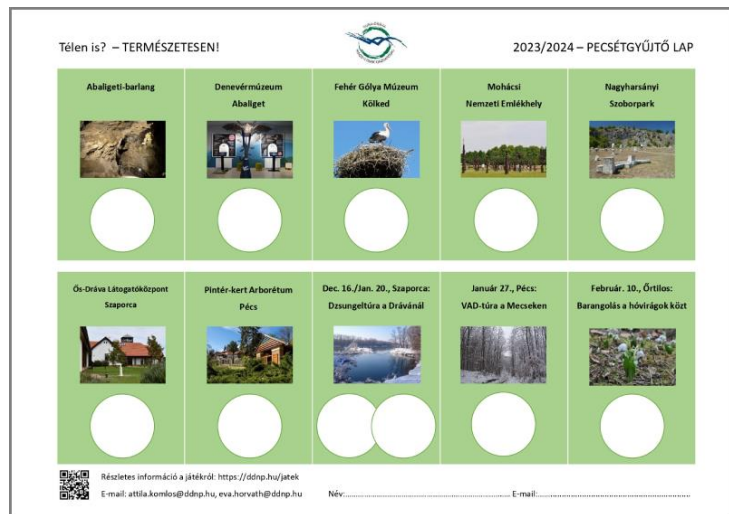 Télen is? – TERMÉSZETESEN!
2023/2024 – PECSÉTGYŰJTŐ LAP
Abaligeti-barlang
Denevérmúzeum
Abaliget
Fehér Gólya Múzeum
Kölked
Mohácsi
Nemzeti Emlékhely
Nagyharsányi
Szoborpark
Ős-Dráva Látogatóközpont
Szaporca
Pintér-kert Arborétum
Pécs
Dec. 16./Jan. 20., Szaporca:
Dzsungeltúra a Drávánál
Január 27., Pécs:
VAD-túra a Mecseken
Február. 10., Őrtilos:
Barangolás a hóvirágok közt
Részletes információ a játékról: https://ddnp.hu/jatek
E-mail: attila.komlos@ddnp.hu, eva.horvath@ddnp.hu
Név:
E-mail: